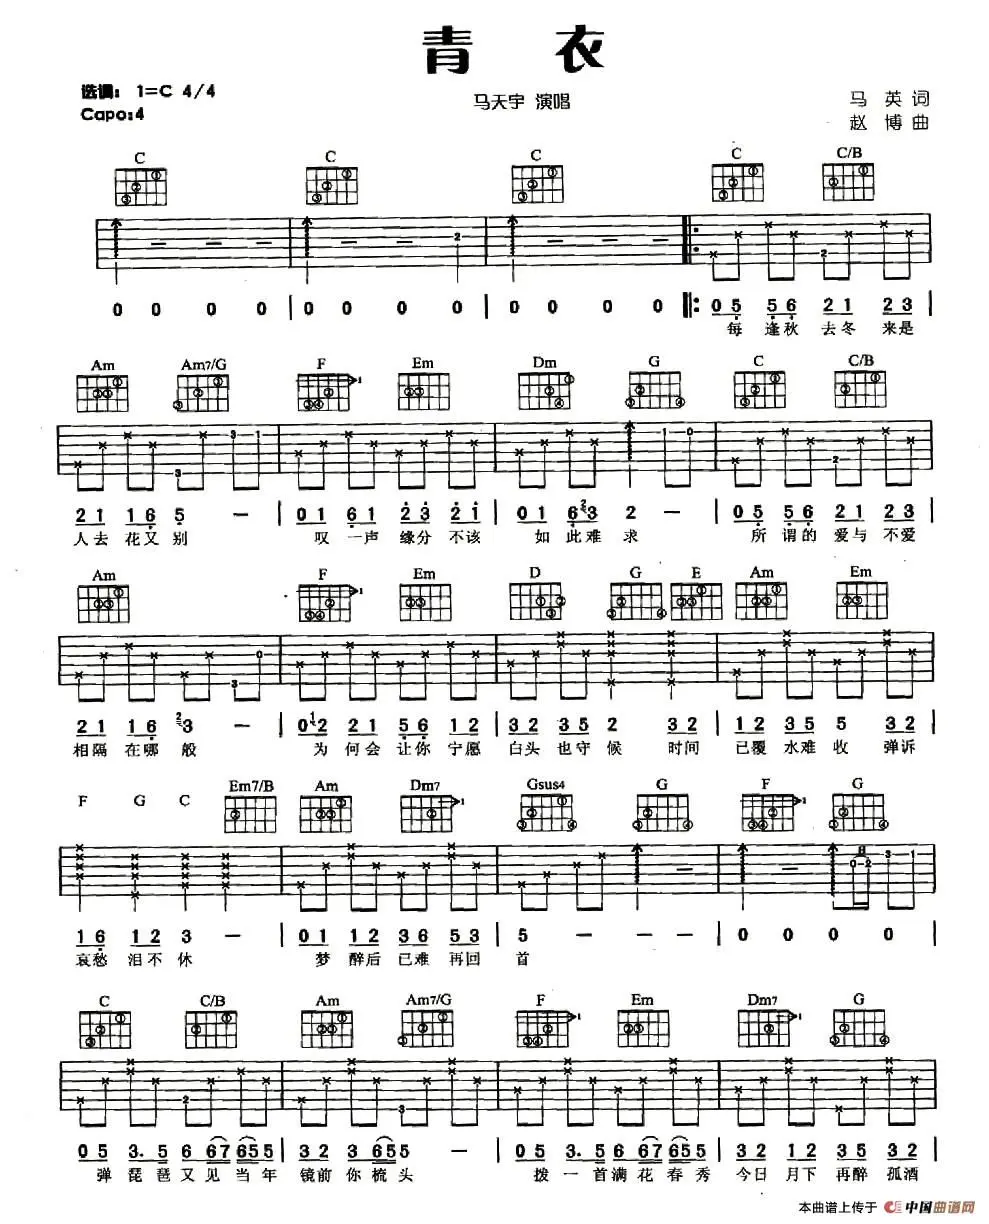 青 衣
选调: 1=C 4/4
Capo:4
马天宇 演唱
马 英 词
赵 博 曲
C C C C C/B
0 0 0 0 | 0 0 0 0 | 0 0 0 0 |: 05 56 21 23 |
每 逢秋 去冬 来是
Am Am7/G F Em Dm G C C/B
21 16 5 – | 01 61 23 21 | 01 63 2 – | 05 56 21 23
人去 花又 别 叹 一声 缘分 不该 如 此难 求 所 谓的 爱与 不爱
Am F Em D G E Am Em
21 16 3 – | 02 21 56 12 | 32 35 2 32 | 12 35 5 32 |
相隔 在哪 般 为 何会 让你 宁愿 白头 也守 候 时间 已覆 水难 收 弹诉
F G C Em7/B Am Dm7 Gsus4 G F G
16 12 3 – | 01 12 36 53 | 5 – – – | 0 0 0 0 |
哀愁 泪不 休 梦 醉后 已难 再回 首
C C/B Am Am7/G F Em Dm7 G
05 3.5 6 67 655 | 32 3 655 – | 05 3.5 6 67 655 | 32 12 35 32 |
弹 琵琶又见 当年 镜前 你 梳 头 拨 一首满 花 春秀 今日 月下 再醉 孤酒
本曲谱上传于 中国曲谱网